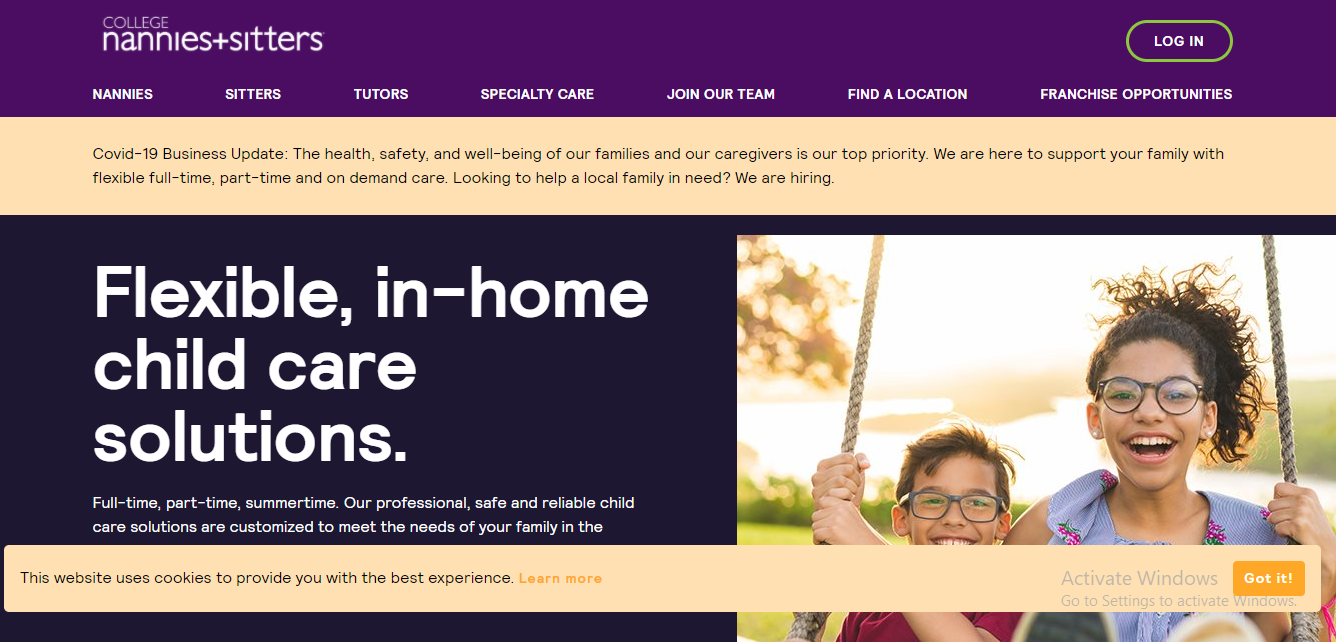 COLLEGE
nannies+sitters
LOG IN
NANNIES SITTERS TUTORS SPECIALTY CARE JOIN OUR TEAM FIND A LOCATION FRANCHISE OPPORTUNITIES
Covid-19 Business Update: The health, safety, and well-being of our families and our caregivers is our top priority. We are here to support your family with
flexible full-time, part-time and on demand care. Looking to help a local family in need? We are hiring.
Flexible, in-home
child care
solutions.
Full-time, part-time, summertime. Our professional, safe and reliable child
care solutions are customized to meet the needs of your family in the
This website uses cookies to provide you with the best experience. Learn more
Got it!
Activate Windows
Go to Settings to activate Windows.